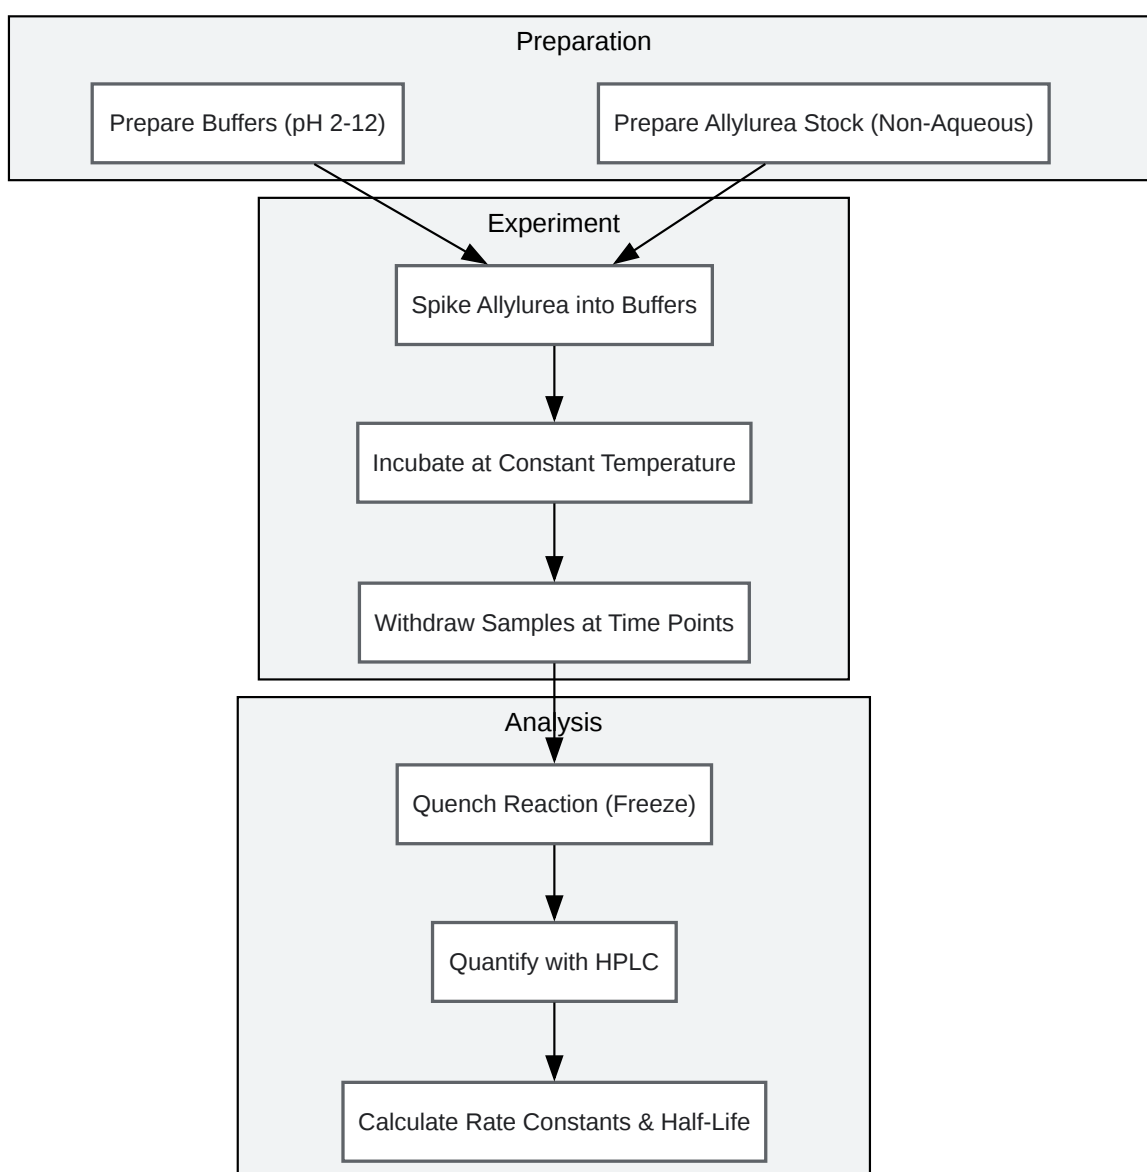 Preparation
Prepare Buffers (pH 2-12)
Prepare Allylurea Stock (Non-Aqueous)
Experiment
Spike Allylurea into Buffers
Incubate at Constant Temperature
Withdraw Samples at Time Points
Analysis
Quench Reaction (Freeze)
Quantify with HPLC
Calculate Rate Constants & Half-Life